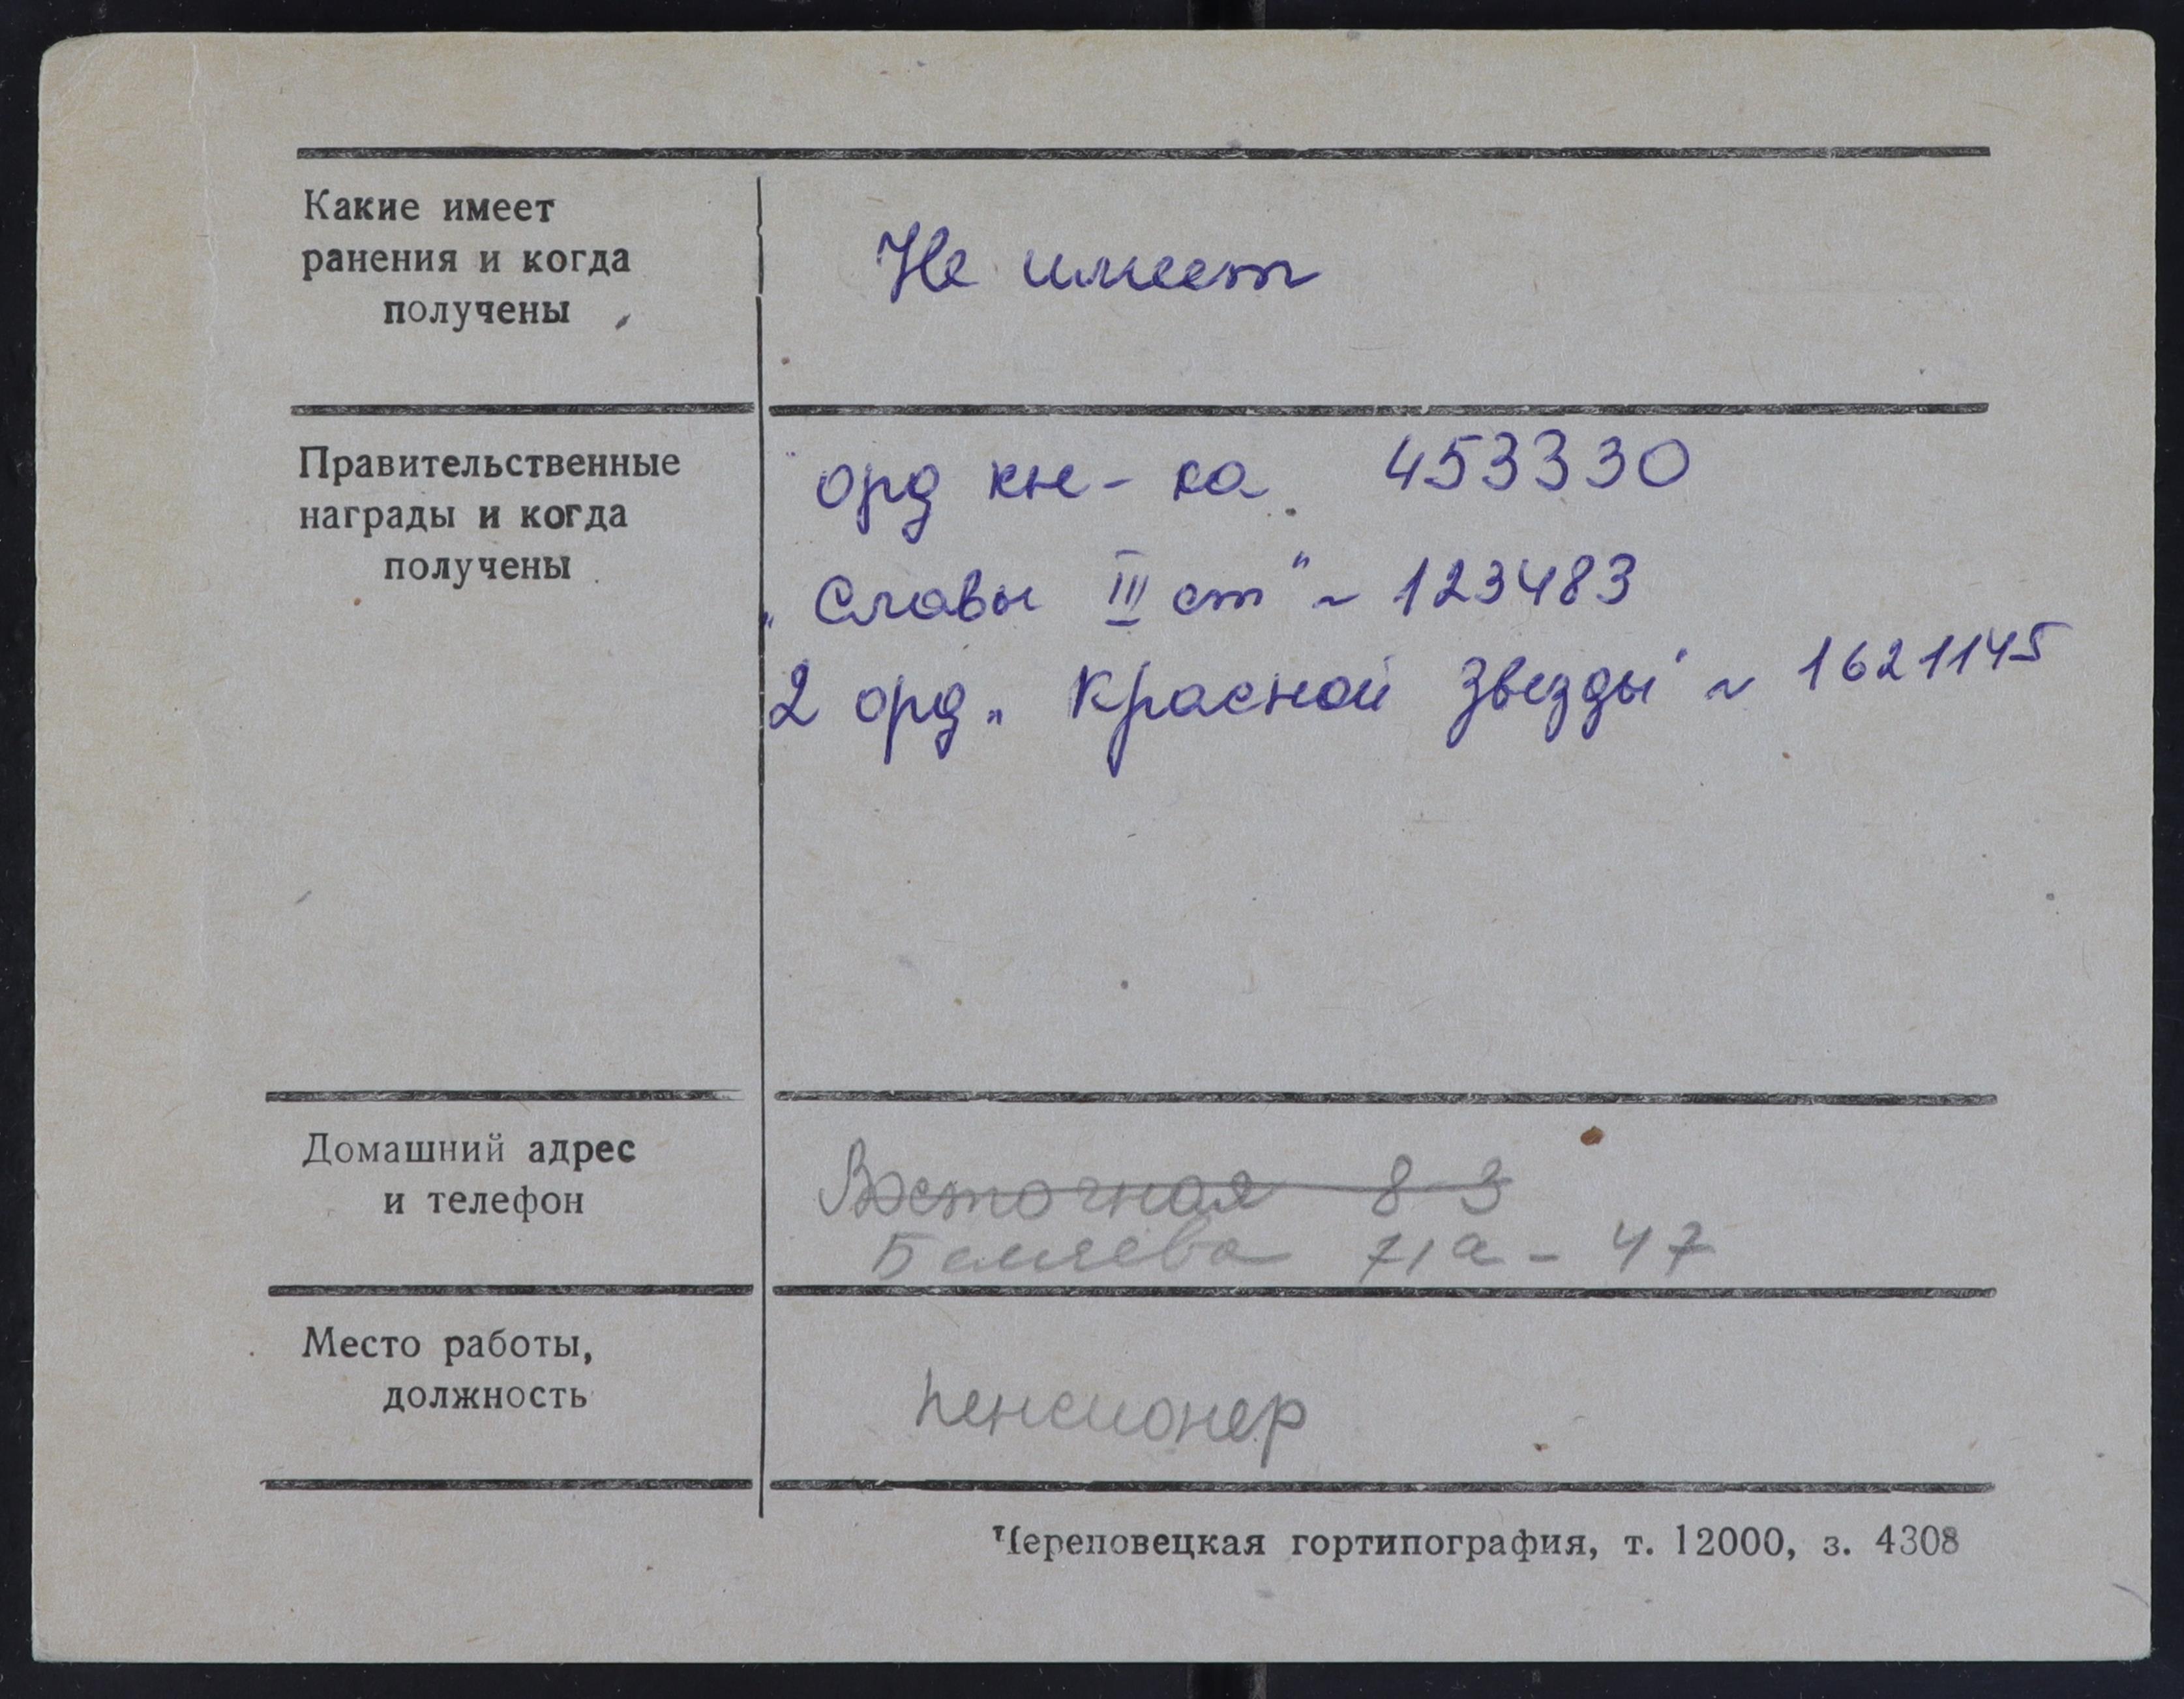 Какие имеет
ранения и когда
получены
Не имеет
Правительственные
награды и когда
получены
орд кн-ка 453330
„Славы III ст" ~ 123483
2 орд „Красной Звезды" ~ 1621145
Домашний адрес
и телефон
Восточная 8-3
Беляева 71а - 47
Место работы,
должность
пенсионер
Череповецкая гортипография, т. 12000, з. 4308